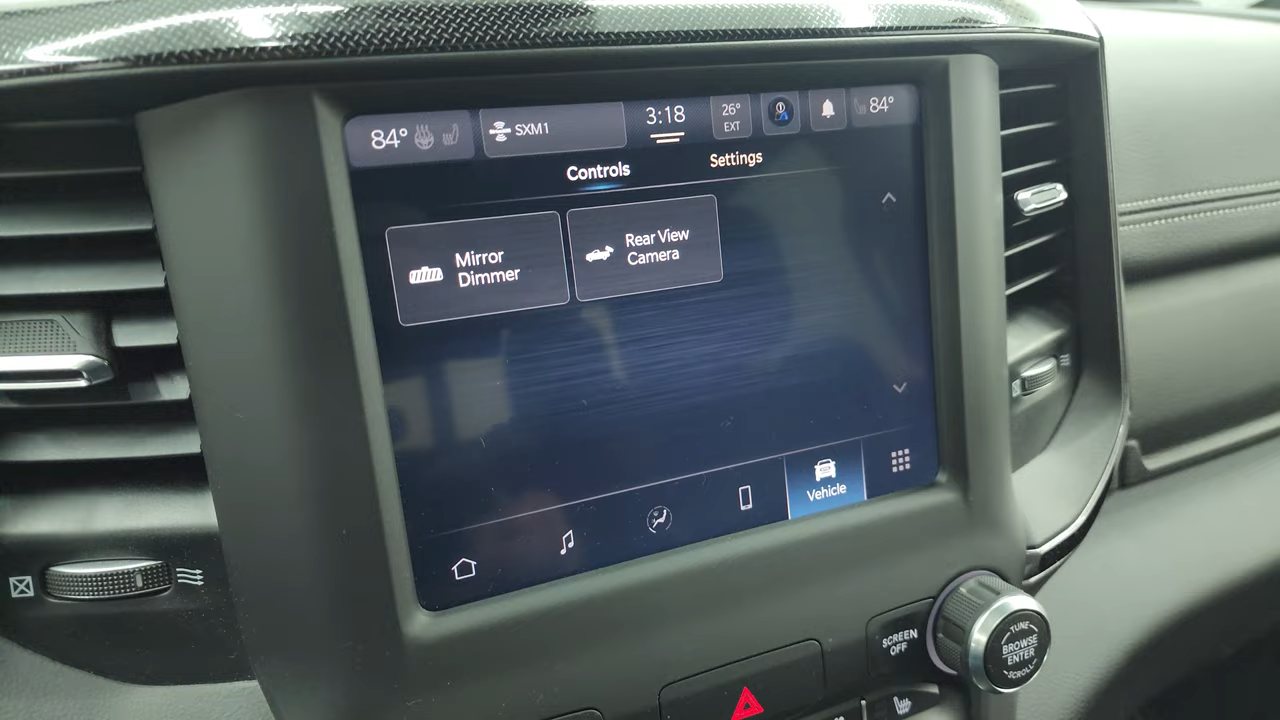 84°
SXM1
3:18
26°
EXT
84°
Controls
Settings
Mirror
Dimmer
Rear View
Camera
Vehicle
SCREEN
OFF
TUNE
BROWSE
ENTER
SCROLL